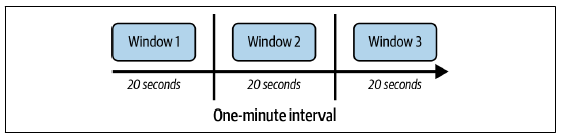 Window 1 Window 2 Window 3
20 seconds 20 seconds 20 seconds
One-minute interval